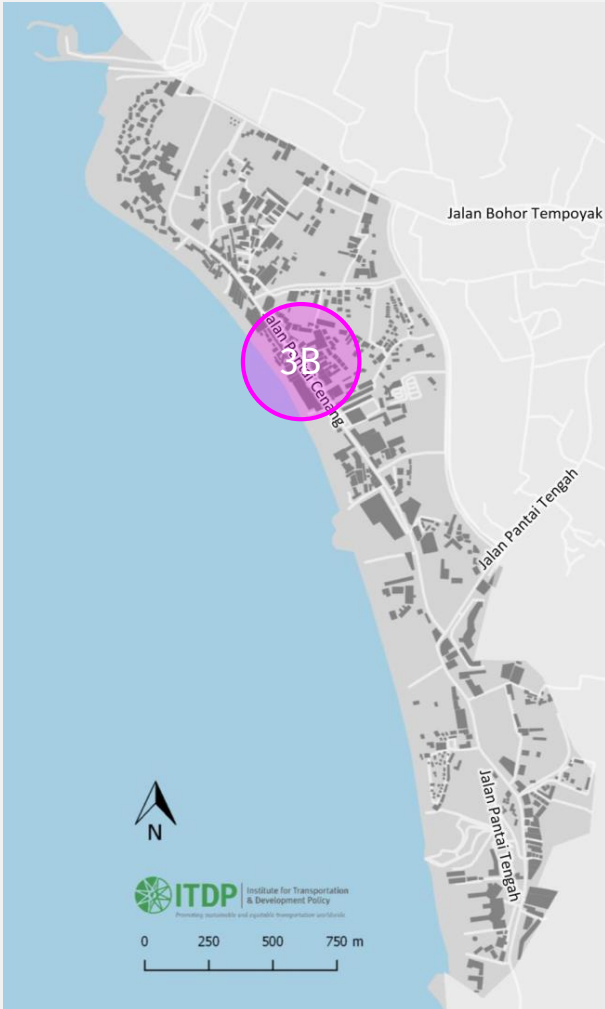 Jalan Bohor Tempoyak
Jalan Pantai Cenang
3B
Jalan Pantai Tengah
Jalan Pantai Tengah
N
ITDP
Institute for Transportation
& Development Policy
Promoting sustainable and equitable transportation worldwide
0 250 500 750 m